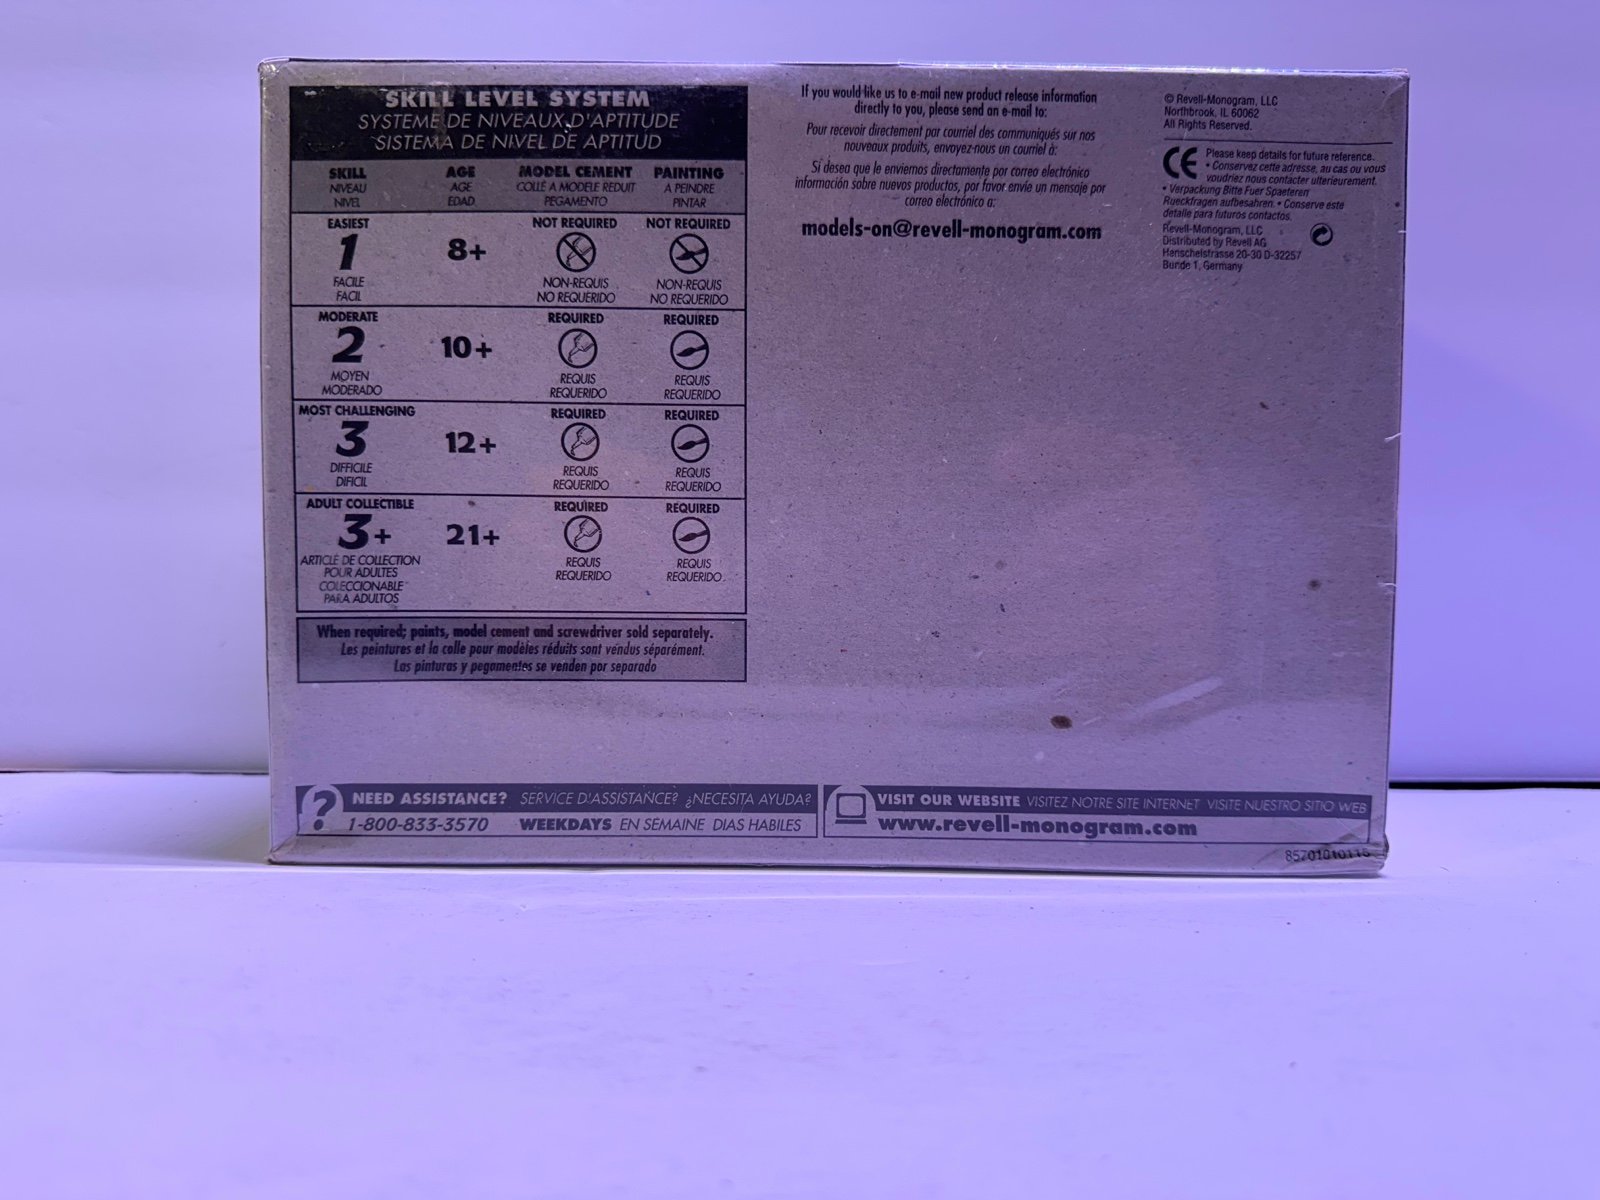 SKILL LEVEL SYSTEM
SYSTEME DE NIVEAUX D'APTITUDE
SISTEMA DE NIVEL DE APTITUD
SKILL AGE MODEL CEMENT PAINTING
NIVEAU AGE COLLE A MODELE REDUIT A PEINDRE
NIVEL EDAD PEGAMENTO PINTAR
EASIEST NOT REQUIRED NOT REQUIRED
1 8+
FACILE NON-REQUIS NON-REQUIS
FACIL NO REQUERIDO NO REQUERIDO
MODERATE REQUIRED REQUIRED
2 10+
MOYEN REQUIS REQUIS
MODERADO REQUERIDO REQUERIDO
MOST CHALLENGING REQUIRED REQUIRED
3 12+
DIFFICILE REQUIS REQUIS
DIFICIL REQUERIDO REQUERIDO
ADULT COLLECTIBLE REQUIRED REQUIRED
3+ 21+
ARTICLE DE COLLECTION REQUIS REQUIS
POUR ADULTES REQUERIDO REQUERIDO
COLECCIONABLE
PARA ADULTOS
When required; paints, model cement and screwdriver sold separately.
Les peintures et la colle pour modèles réduits sont vendus séparément.
Las pinturas y pegamentes se venden por separado
If you would like us to e-mail new product release information
directly to you, please send an e-mail to:
Pour recevoir directement par courriel des communiqués sur nos
nouveaux produits, envoyez-nous un courriel à:
Si desea que le enviemos directamente por correo electrónico
información sobre nuevos productos, por favor envíe un mensaje por
correo electrónico a:
models-on@revell-monogram.com
© Revell-Monogram, LLC
Northbrook, IL 60062
All Rights Reserved.
CE Please keep details for future reference.
• Conservez cette adresse, au cas ou vous
voudriez nous contacter ulterieurement.
• Verpackung Bitte Fuer Spaeteren
Rueckfragen aufbesahren. • Conserve este
detalle para futuros contactos.
Revell-Monogram, LLC
Distributed by Revell AG
Henschelstrasse 20-30 D-32257
Bunde 1, Germany
? NEED ASSISTANCE? SERVICE D'ASSISTANCE? ¿NECESITA AYUDA?
1-800-833-3570 WEEKDAYS EN SEMAINE DIAS HABILES
VISIT OUR WEBSITE VISITEZ NOTRE SITE INTERNET VISITE NUESTRO SITIO WEB
www.revell-monogram.com
85701010115